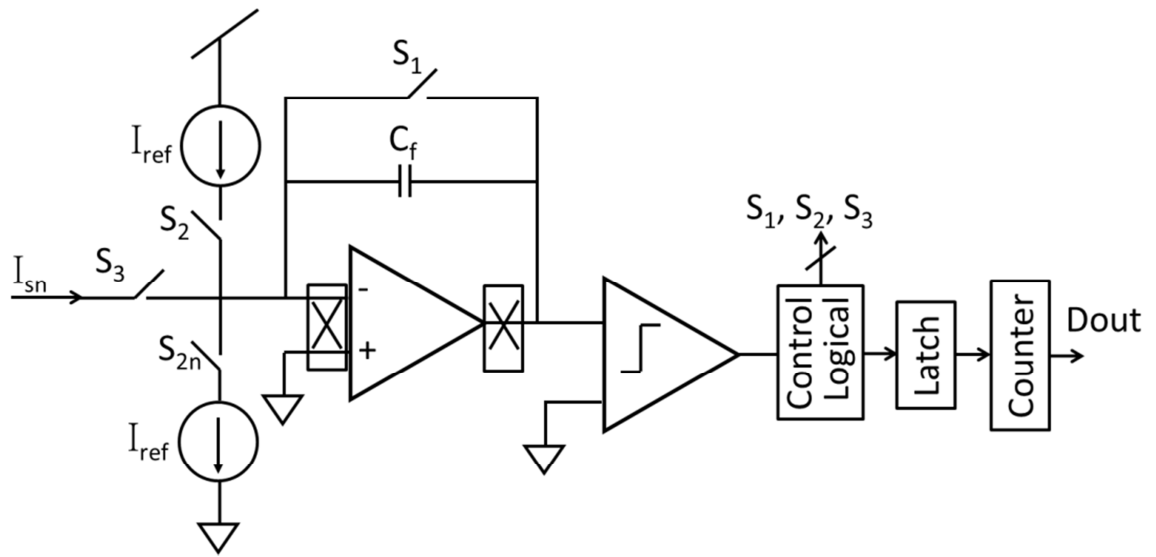 S1
Iref
Cf
S2
S1, S2, S3
S3
Isn
-
+
S2n
Iref
Control
Logical
Latch
Counter
Dout